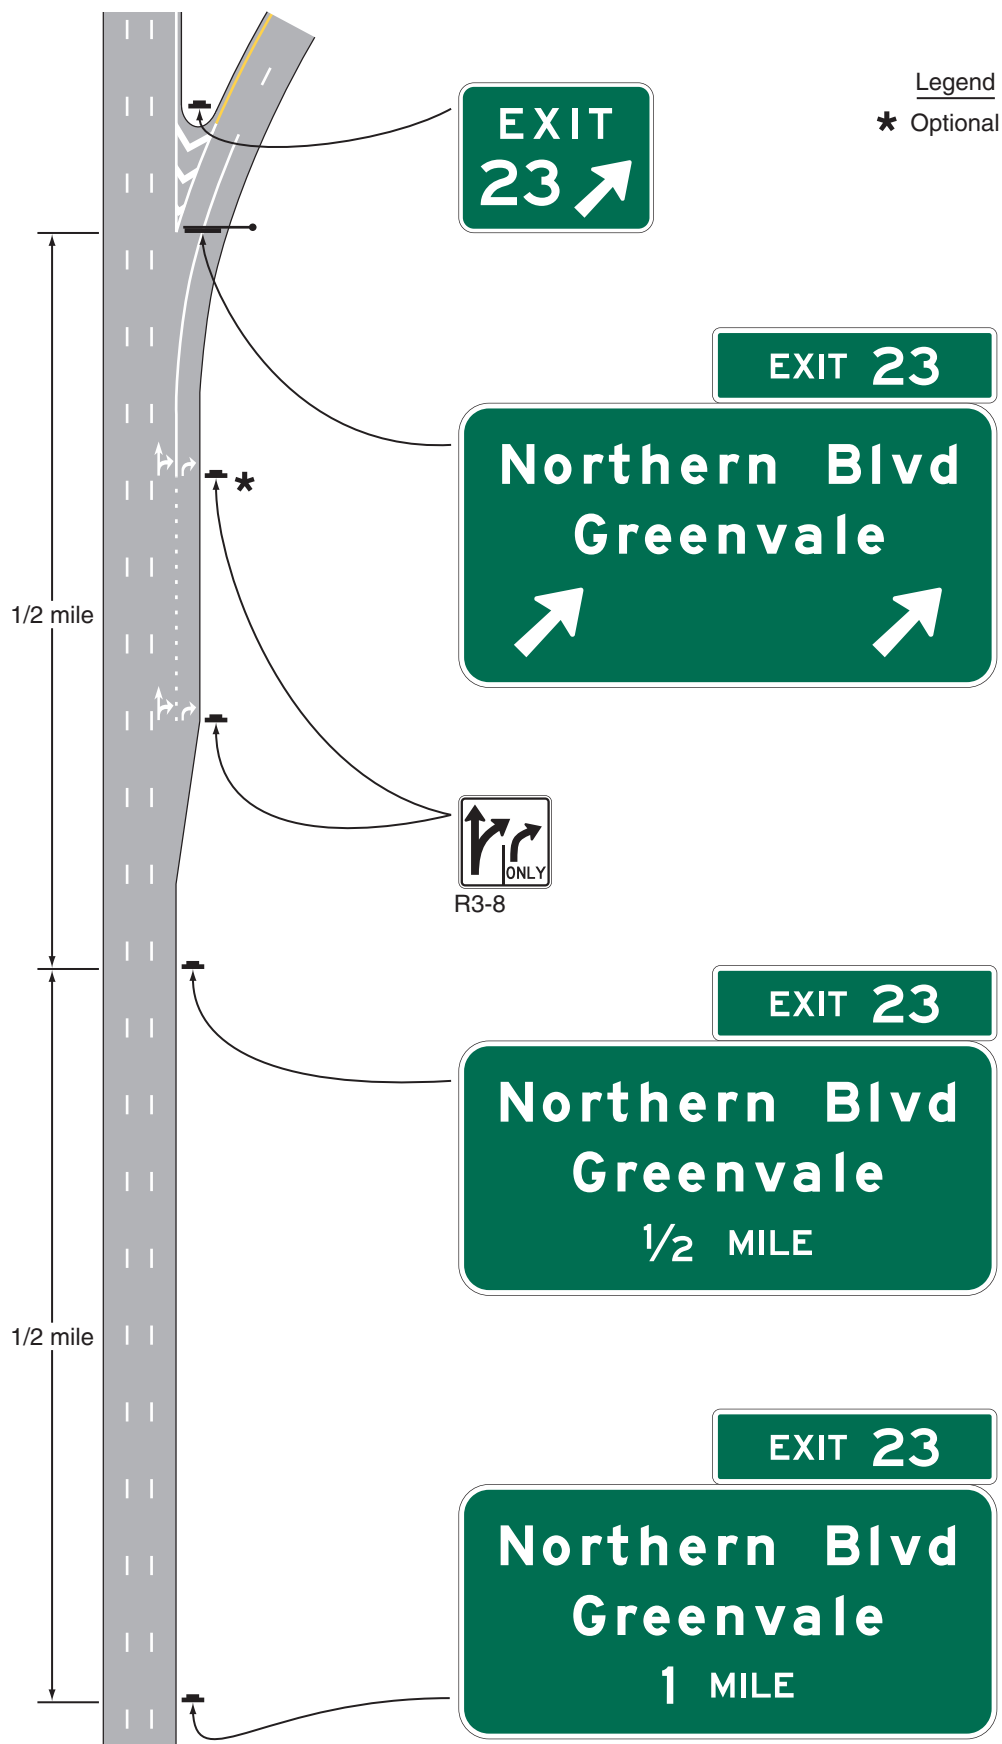 Legend
* Optional
EXIT
23
EXIT 23
Northern Blvd
Greenvale
*
1/2 mile
ONLY
R3-8
EXIT 23
Northern Blvd
Greenvale
1/2 MILE
1/2 mile
EXIT 23
Northern Blvd
Greenvale
1 MILE